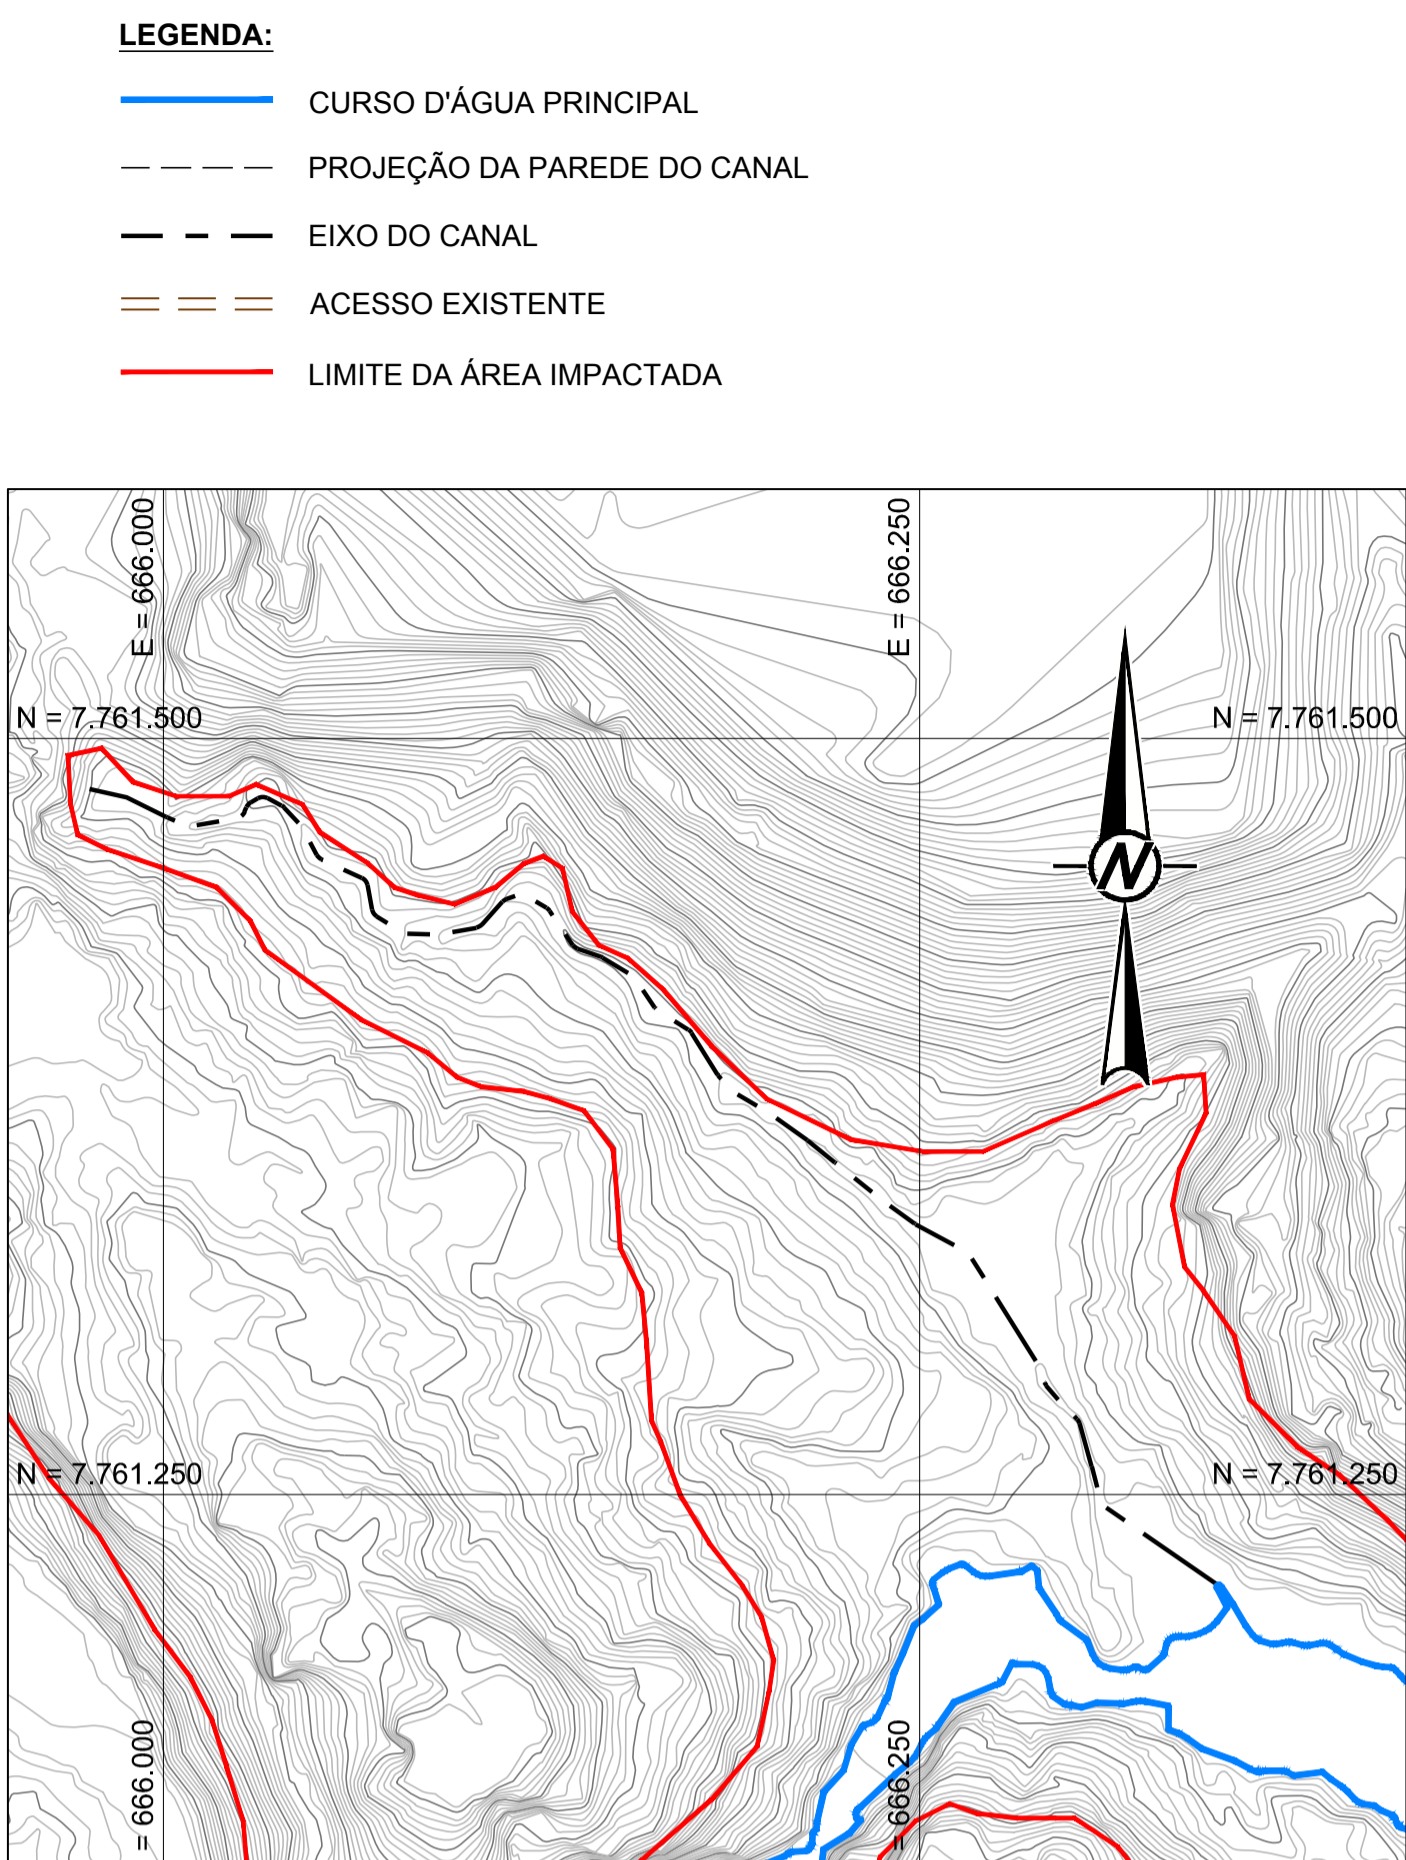 LEGENDA:
CURSO D'ÁGUA PRINCIPAL
PROJEÇÃO DA PAREDE DO CANAL
EIXO DO CANAL
ACESSO EXISTENTE
LIMITE DA ÁREA IMPACTADA
E = 666.000
E = 666.250
N = 7.761.500
N = 7.761.500
N
N = 7.761.250
N = 7.761.250
= 666.000
= 666.250